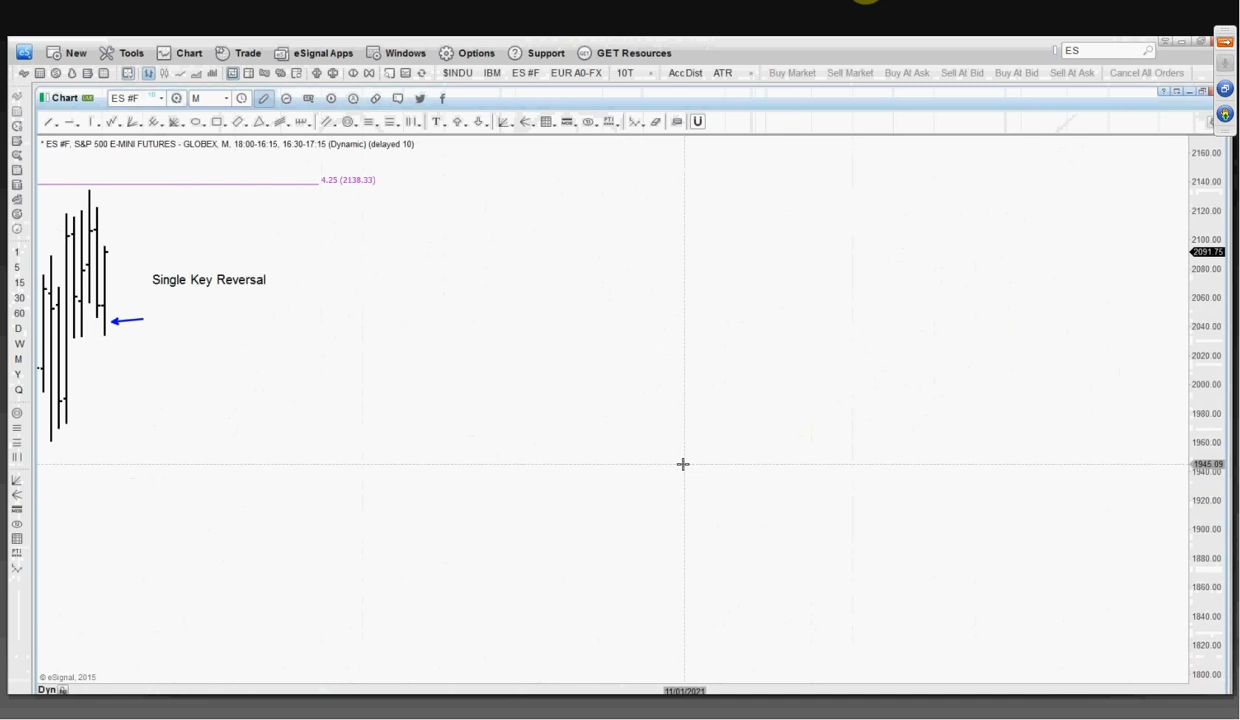 eS New Tools Chart Trade eSignal Apps Windows Options Support GET Resources ES
$INDU IBM ES #F EUR A0-FX 10T AccDist ATR Buy Market Sell Market Buy At Ask Sell At Bid Buy At Bid Sell At Ask Cancel All Orders
Chart ES #F M
T U
* ES #F, S&P 500 E-MINI FUTURES - GLOBEX, M, 18:00-16:15, 16:30-17:15 (Dynamic) (delayed 10)
4.25 (2138.33)
Single Key Reversal
1
5
15
30
60
D
W
M
Y
Q
2160.00
2140.00
2120.00
2100.00
2091.75
2080.00
2060.00
2040.00
2020.00
2000.00
1980.00
1960.00
1945.09
1940.00
1920.00
1900.00
1880.00
1860.00
1840.00
1820.00
1800.00
© eSignal, 2015
Dyn
11/01/2021